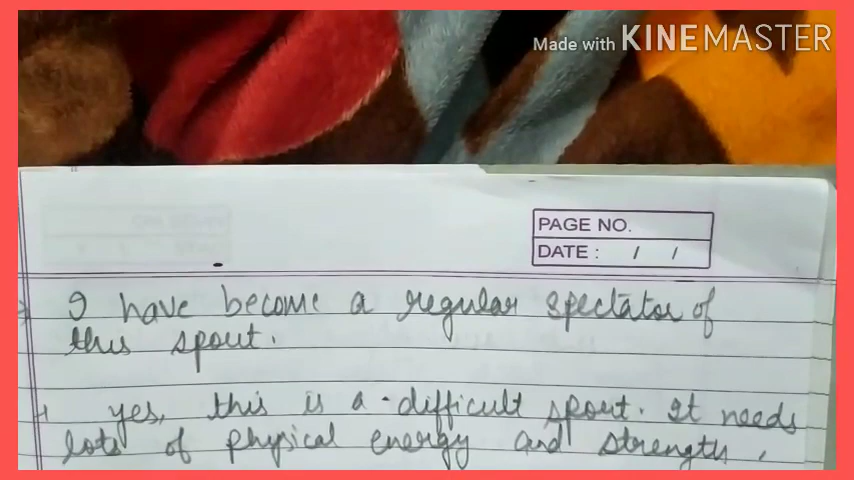 Made with KINEMASTER
PAGE NO.
DATE : / /
I have become a regular spectator of
this sport.
yes, this is a difficult sport. It needs
lots of physical energy and strength,